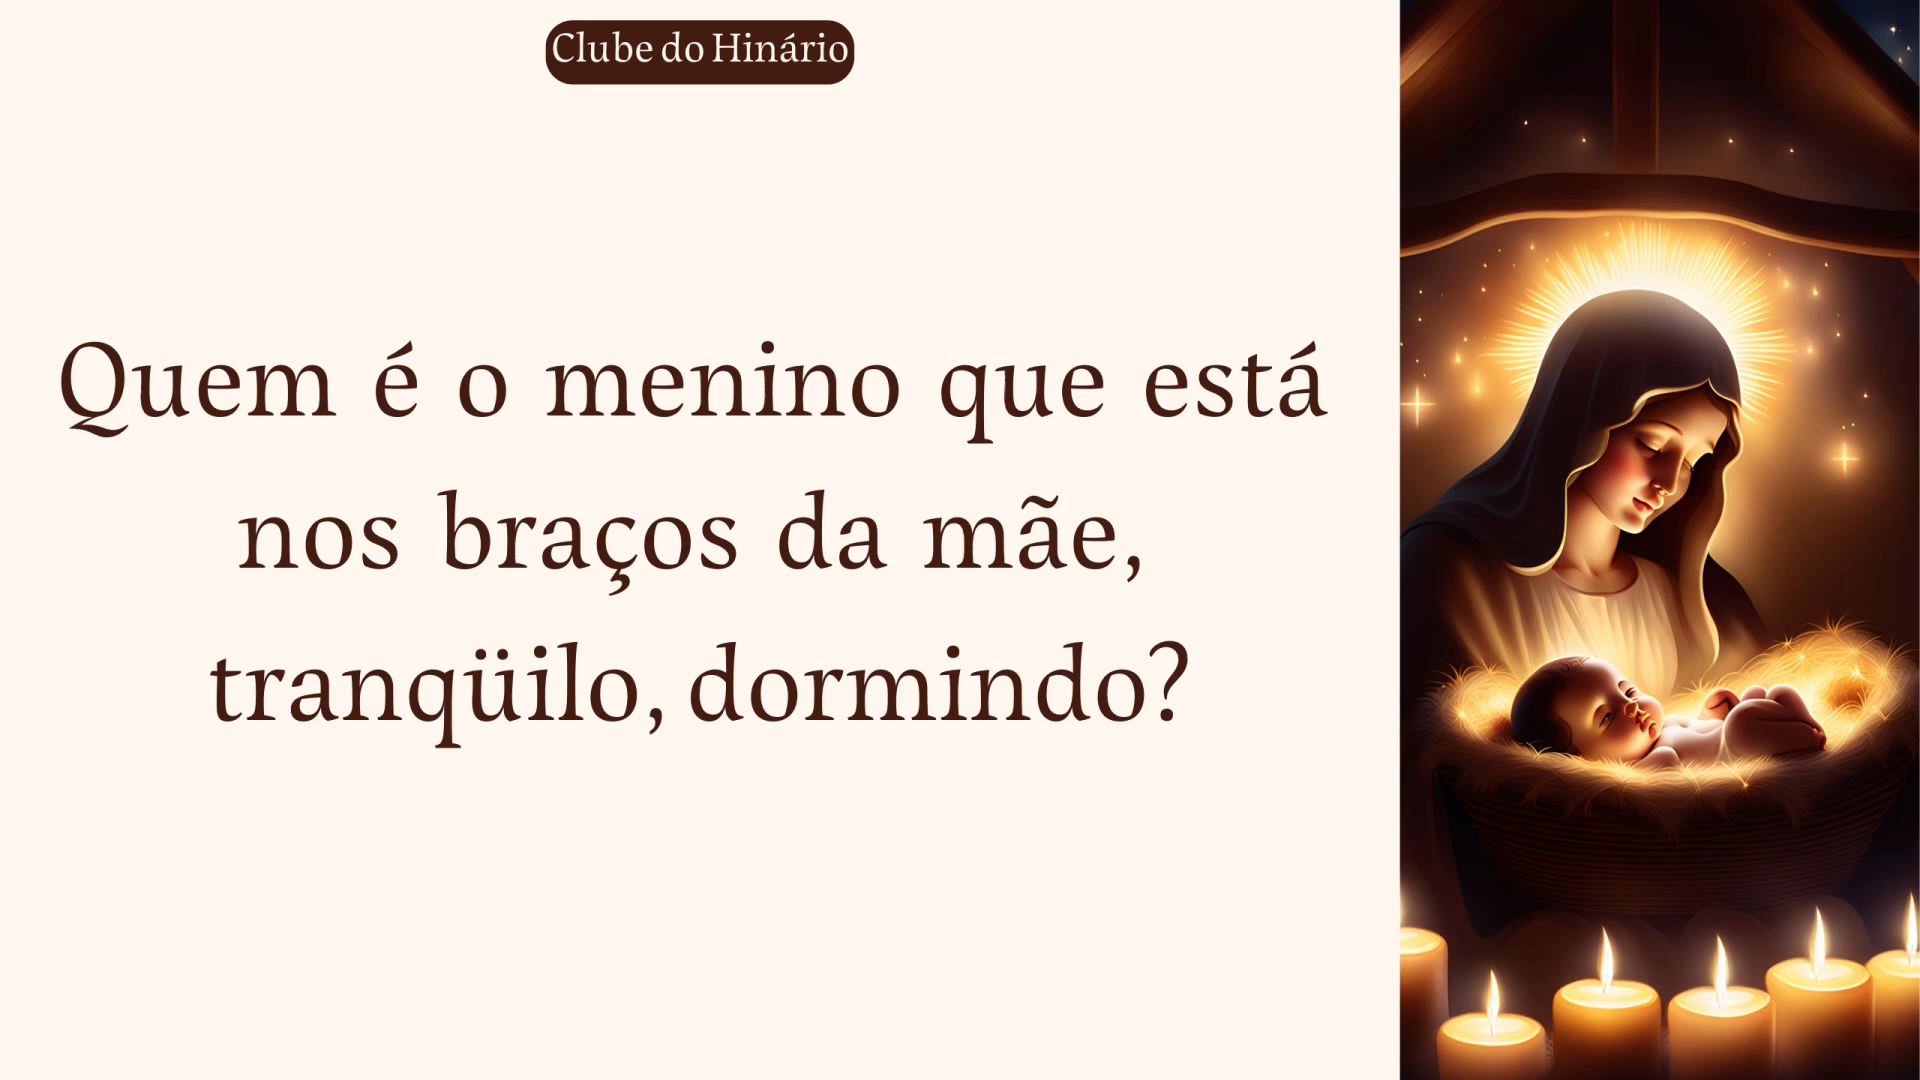 Clube do Hinário
Quem é o menino que está
nos braços da mãe,
tranqüilo, dormindo?